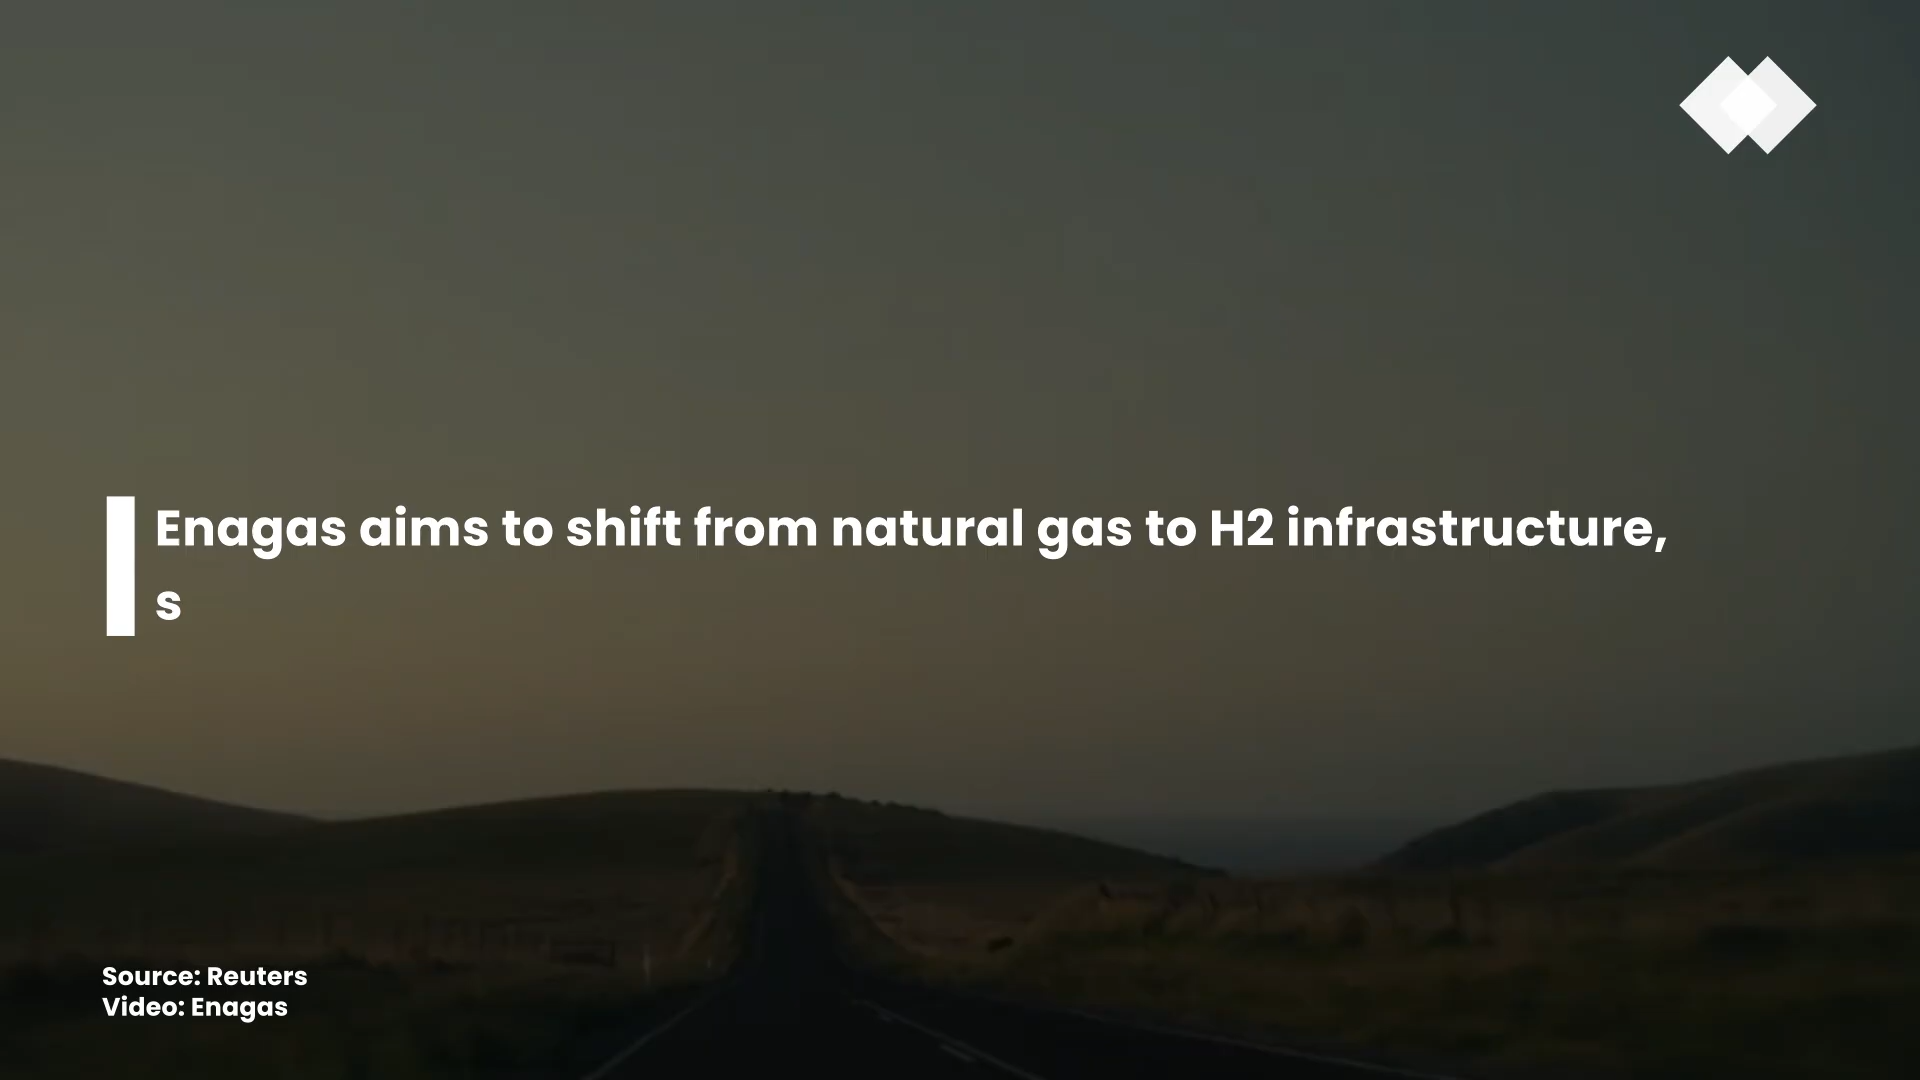 Enagas aims to shift from natural gas to H2 infrastructure,
s
Source: Reuters
Video: Enagas